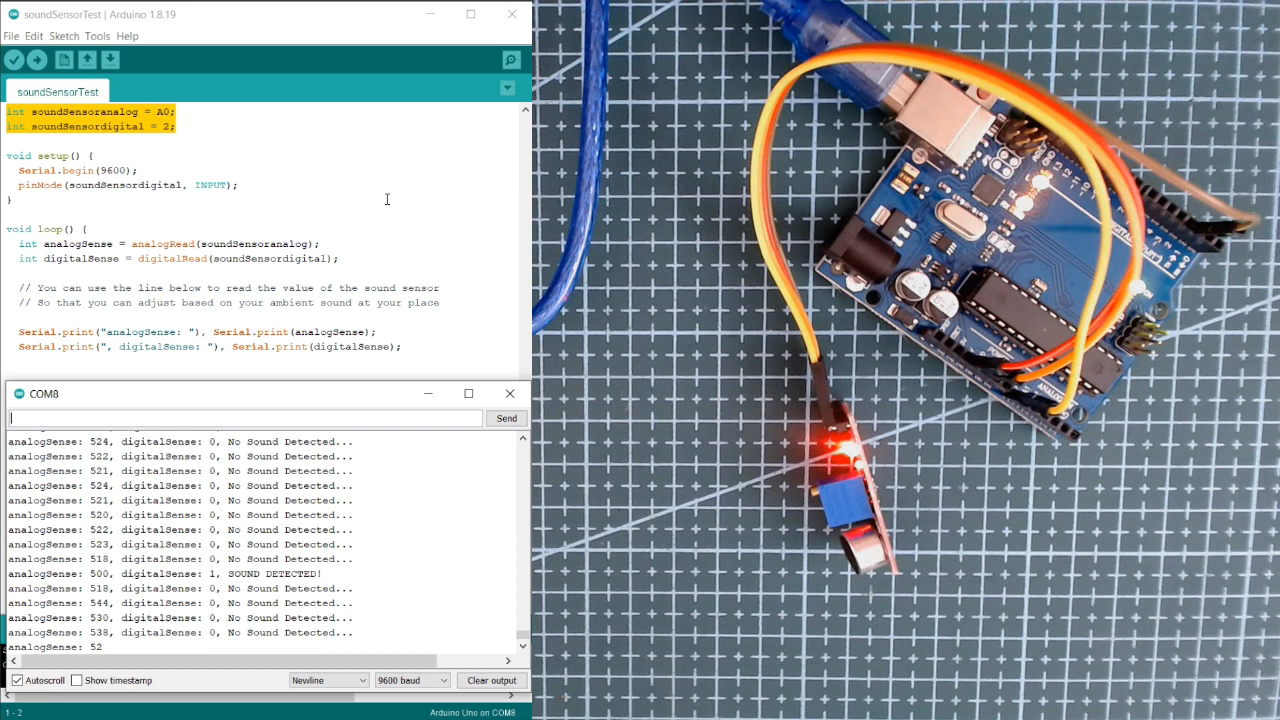 soundSensorTest | Arduino 1.8.19
File Edit Sketch Tools Help
soundSensorTest
int soundSensoranalog = A0;
int soundSensordigital = 2;
void setup() {
Serial.begin(9600);
pinMode(soundSensordigital, INPUT);
}
void loop() {
int analogSense = analogRead(soundSensoranalog);
int digitalSense = digitalRead(soundSensordigital);
// You can use the line below to read the value of the sound sensor
// So that you can adjust based on your ambient sound at your place
Serial.print("analogSense: "), Serial.print(analogSense);
Serial.print(", digitalSense: "), Serial.print(digitalSense);
COM8
Send
analogSense: 524, digitalSense: 0, No Sound Detected...
analogSense: 522, digitalSense: 0, No Sound Detected...
analogSense: 521, digitalSense: 0, No Sound Detected...
analogSense: 524, digitalSense: 0, No Sound Detected...
analogSense: 521, digitalSense: 0, No Sound Detected...
analogSense: 520, digitalSense: 0, No Sound Detected...
analogSense: 522, digitalSense: 0, No Sound Detected...
analogSense: 523, digitalSense: 0, No Sound Detected...
analogSense: 518, digitalSense: 0, No Sound Detected...
analogSense: 500, digitalSense: 1, SOUND DETECTED!
analogSense: 518, digitalSense: 0, No Sound Detected...
analogSense: 544, digitalSense: 0, No Sound Detected...
analogSense: 530, digitalSense: 0, No Sound Detected...
analogSense: 538, digitalSense: 0, No Sound Detected...
analogSense: 52
Autoscroll Show timestamp Newline 9600 baud Clear output
1 - 2 Arduino Uno on COM8